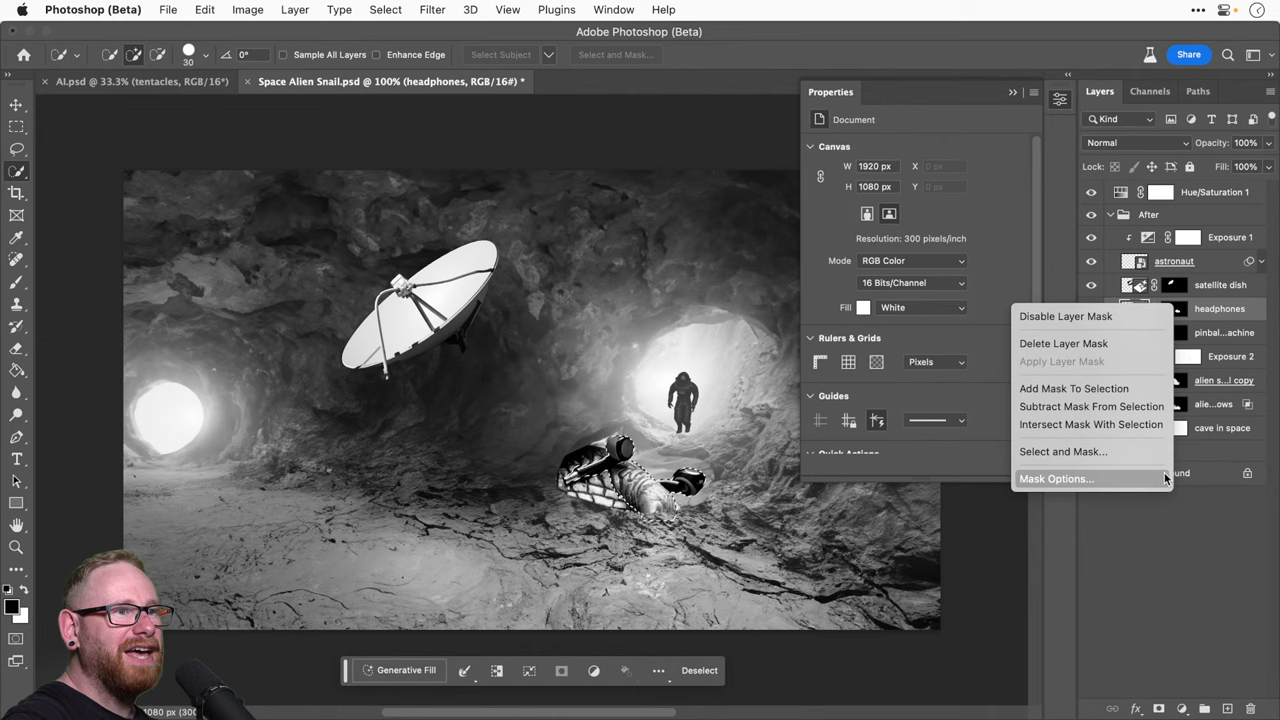 Photoshop (Beta) File Edit Image Layer Type Select Filter 3D View Plugins Window Help
Adobe Photoshop (Beta)
30 0° Sample All Layers Enhance Edge Select Subject Select and Mask... Share
AI.psd @ 33.3% (tentacles, RGB/16*) Space Alien Snail.psd @ 100% (headphones, RGB/16#) *
Properties
Document
Canvas
W 1920 px X 0 px
H 1080 px Y 0 px
Resolution: 300 pixels/inch
Mode RGB Color
16 Bits/Channel
Fill White
Rulers & Grids
Pixels
Guides
Quick Actions
Disable Layer Mask
Delete Layer Mask
Apply Layer Mask
Add Mask To Selection
Subtract Mask From Selection
Intersect Mask With Selection
Select and Mask...
Mask Options...
Layers Channels Paths
Kind
Normal Opacity: 100%
Lock: Fill: 100%
Hue/Saturation 1
After
Exposure 1
astronaut
satellite dish
headphones
pinbal...achine
Exposure 2
alien s...l copy
alie...ows
cave in space
Generative Fill Deselect